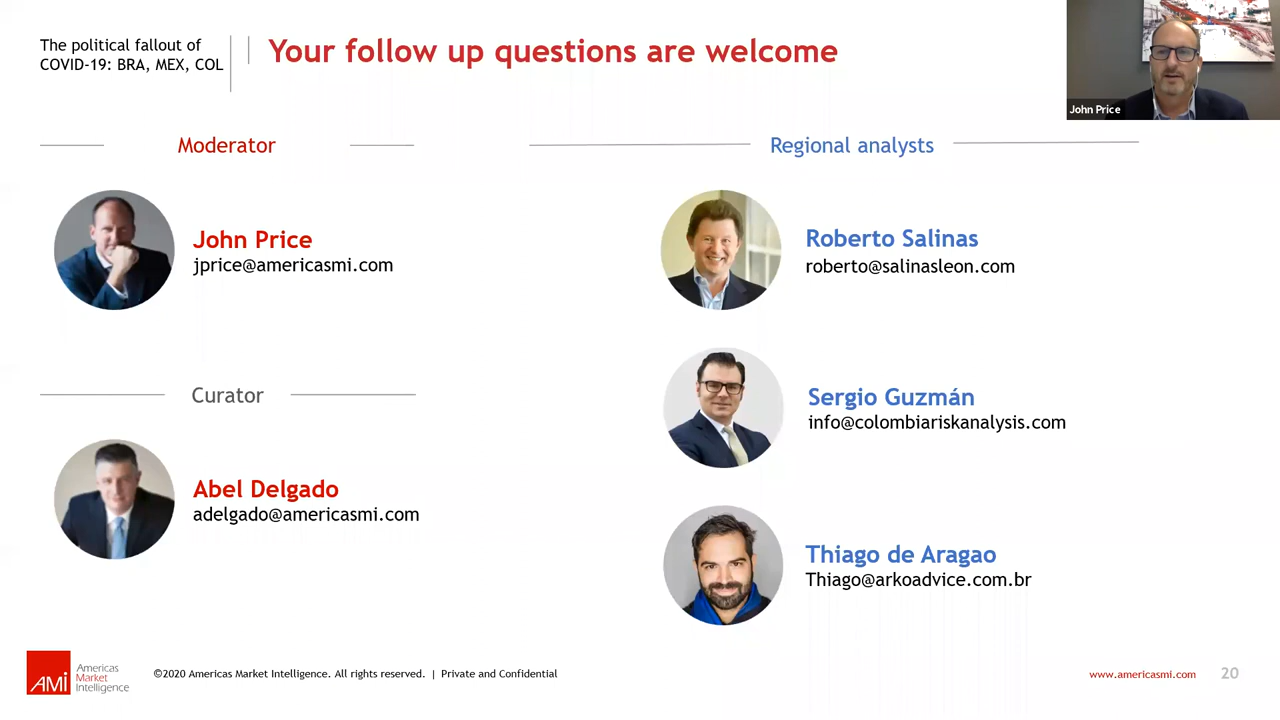 The political fallout of
COVID-19: BRA, MEX, COL
Your follow up questions are welcome
John Price
Moderator
Regional analysts
John Price
jprice@americasmi.com
Roberto Salinas
roberto@salinasleon.com
Curator
Sergio Guzmán
info@colombiariskanalysis.com
Abel Delgado
adelgado@americasmi.com
Thiago de Aragao
Thiago@arkoadvice.com.br
AMI
Americas
Market
Intelligence
©2020 Americas Market Intelligence. All rights reserved. | Private and Confidential
www.americasmi.com
20